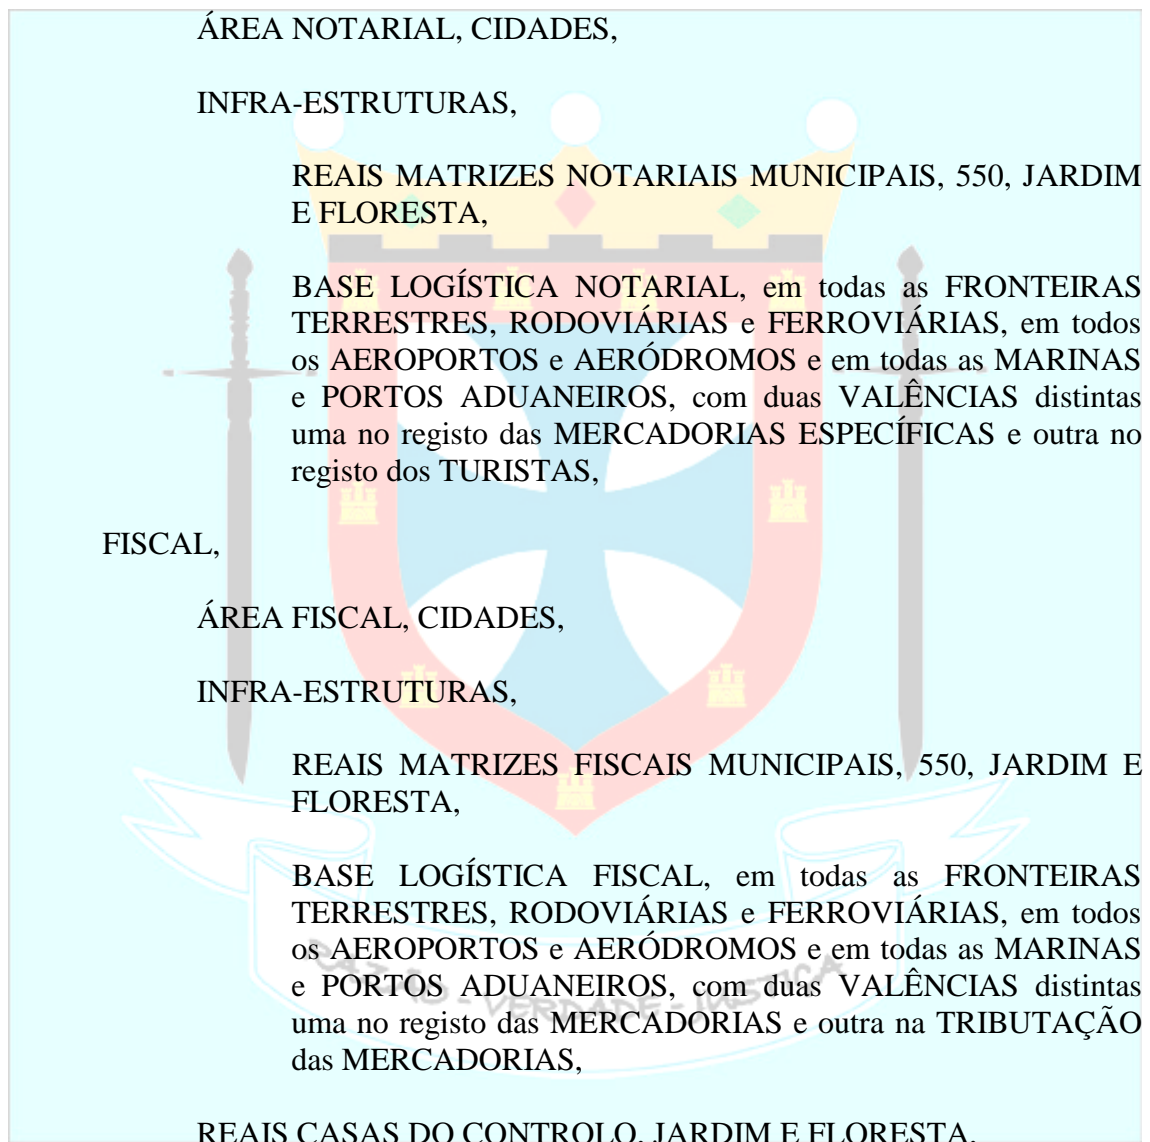 ÁREA NOTARIAL, CIDADES,
INFRA-ESTRUTURAS,
REAIS MATRIZES NOTARIAIS MUNICIPAIS, 550, JARDIM
E FLORESTA,
BASE LOGÍSTICA NOTARIAL, em todas as FRONTEIRAS
TERRESTRES, RODOVIÁRIAS e FERROVIÁRIAS, em todos
os AEROPORTOS e AERÓDROMOS e em todas as MARINAS
e PORTOS ADUANEIROS, com duas VALÊNCIAS distintas
uma no registo das MERCADORIAS ESPECÍFICAS e outra no
registo dos TURISTAS,
FISCAL,
ÁREA FISCAL, CIDADES,
INFRA-ESTRUTURAS,
REAIS MATRIZES FISCAIS MUNICIPAIS, 550, JARDIM E
FLORESTA,
BASE LOGÍSTICA FISCAL, em todas as FRONTEIRAS
TERRESTRES, RODOVIÁRIAS e FERROVIÁRIAS, em todos
os AEROPORTOS e AERÓDROMOS e em todas as MARINAS
e PORTOS ADUANEIROS, com duas VALÊNCIAS distintas
uma no registo das MERCADORIAS e outra na TRIBUTAÇÃO
das MERCADORIAS,
RAZÃO - VERDADE - JUSTIÇA
REAIS CASAS DO CONTROLO, JARDIM E FLORESTA,